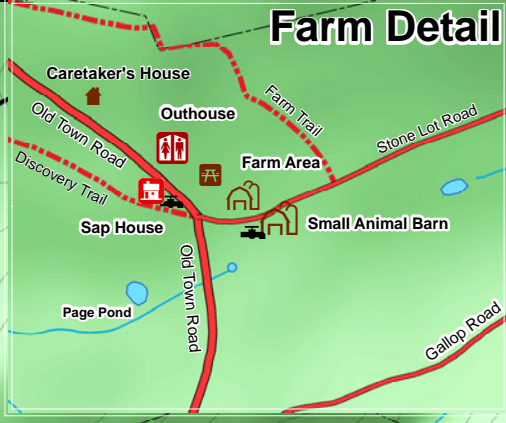 Farm Detail
Caretaker's House
Old Town Road
Outhouse
Farm Trail
Stone Lot Road
Discovery Trail
Farm Area
Sap House
Small Animal Barn
Old Town Road
Page Pond
Gallop Road